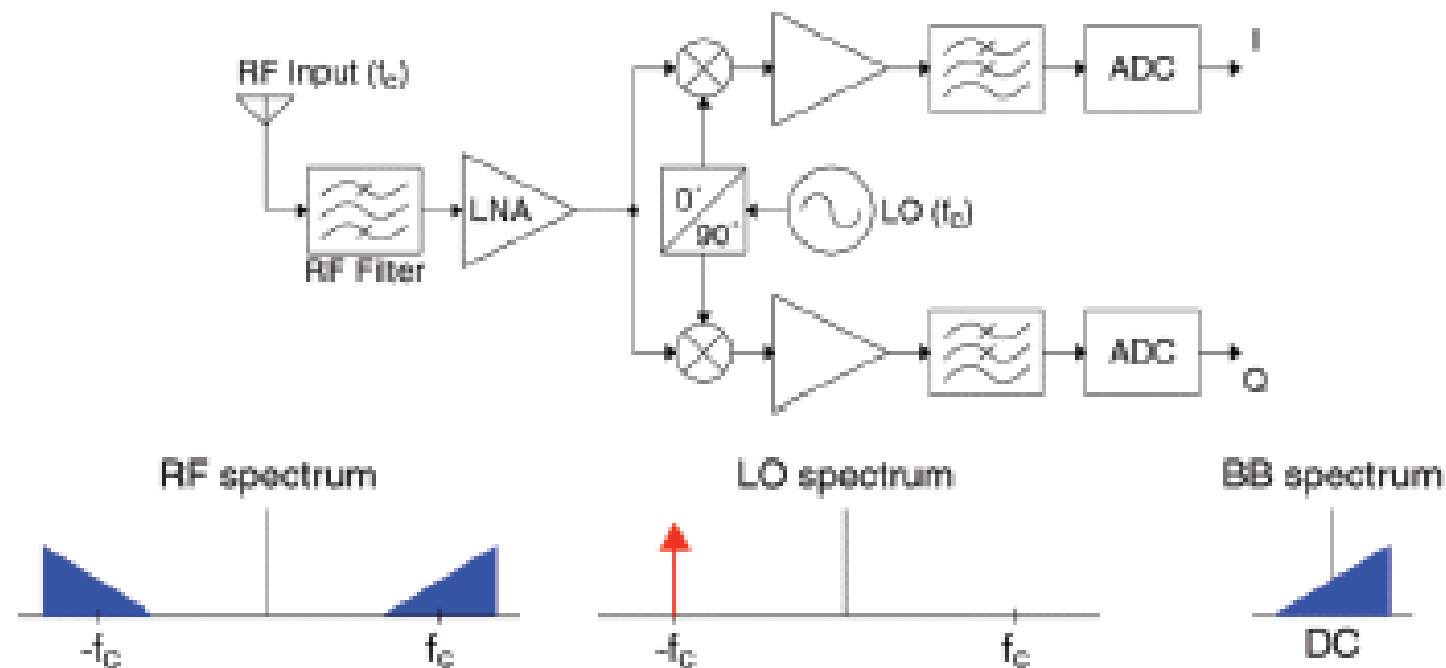 RF Input (fc)
I
ADC
LNA
0°
90°
LO (fc)
RF Filter
ADC
Q
RF spectrum
LO spectrum
BB spectrum
-fc
fc
-fc
fc
DC